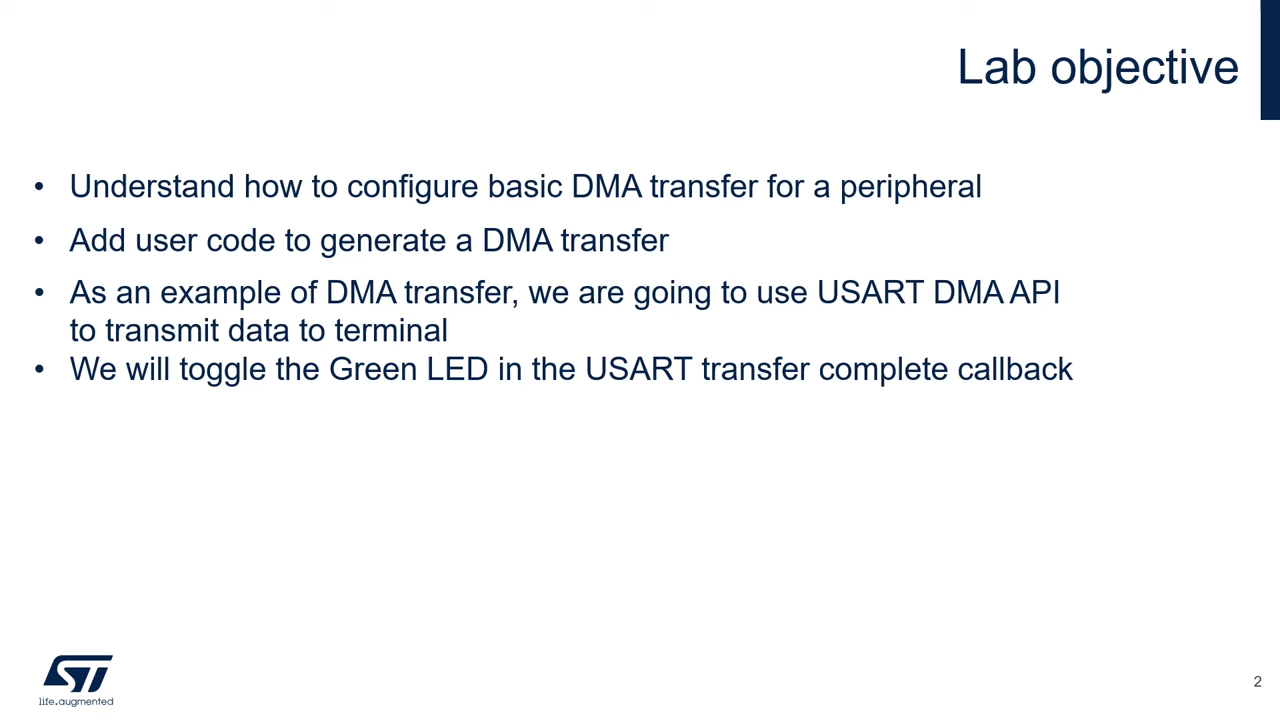 Lab objective
• Understand how to configure basic DMA transfer for a peripheral
• Add user code to generate a DMA transfer
• As an example of DMA transfer, we are going to use USART DMA API
to transmit data to terminal
• We will toggle the Green LED in the USART transfer complete callback
ST
life.augmented
2